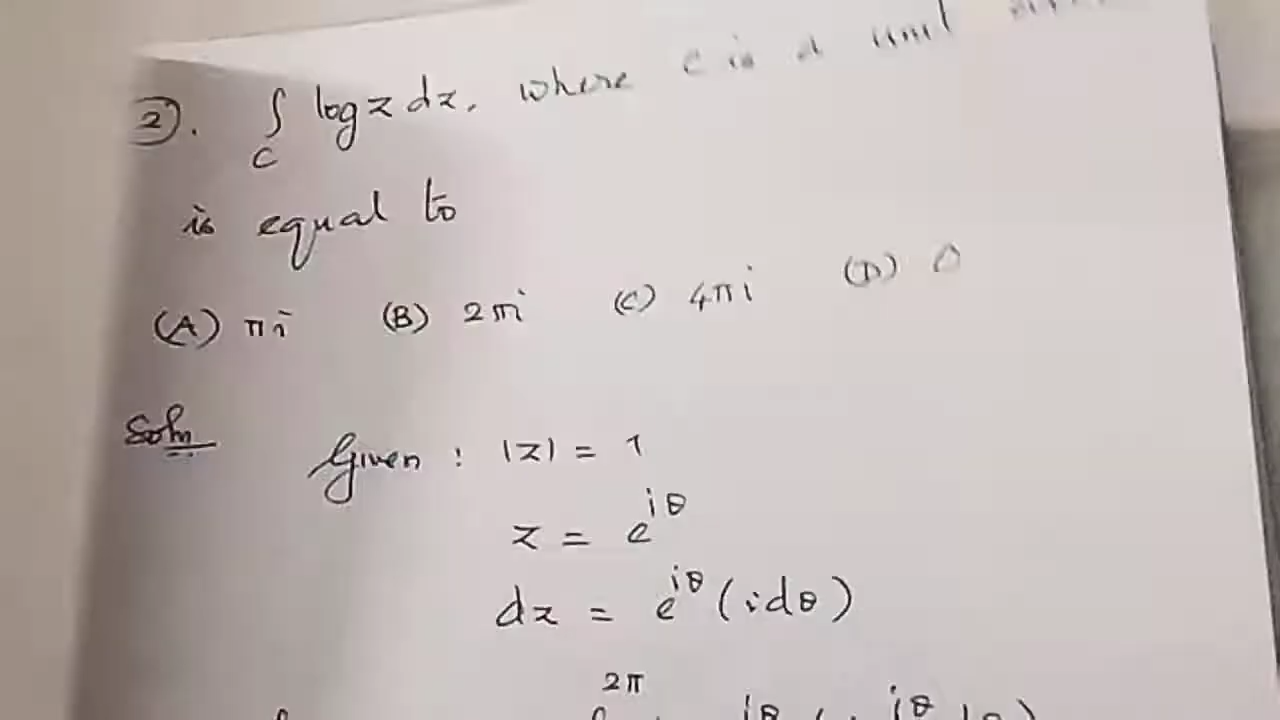 2). ∫ log z dz, where c is a unit
C
is equal to
(A) πi (B) 2πi (C) 4πi (D) 0
Soln
Given : |z| = 1
z = e^{iθ}
dz = e^{iθ} (i dθ)
2π